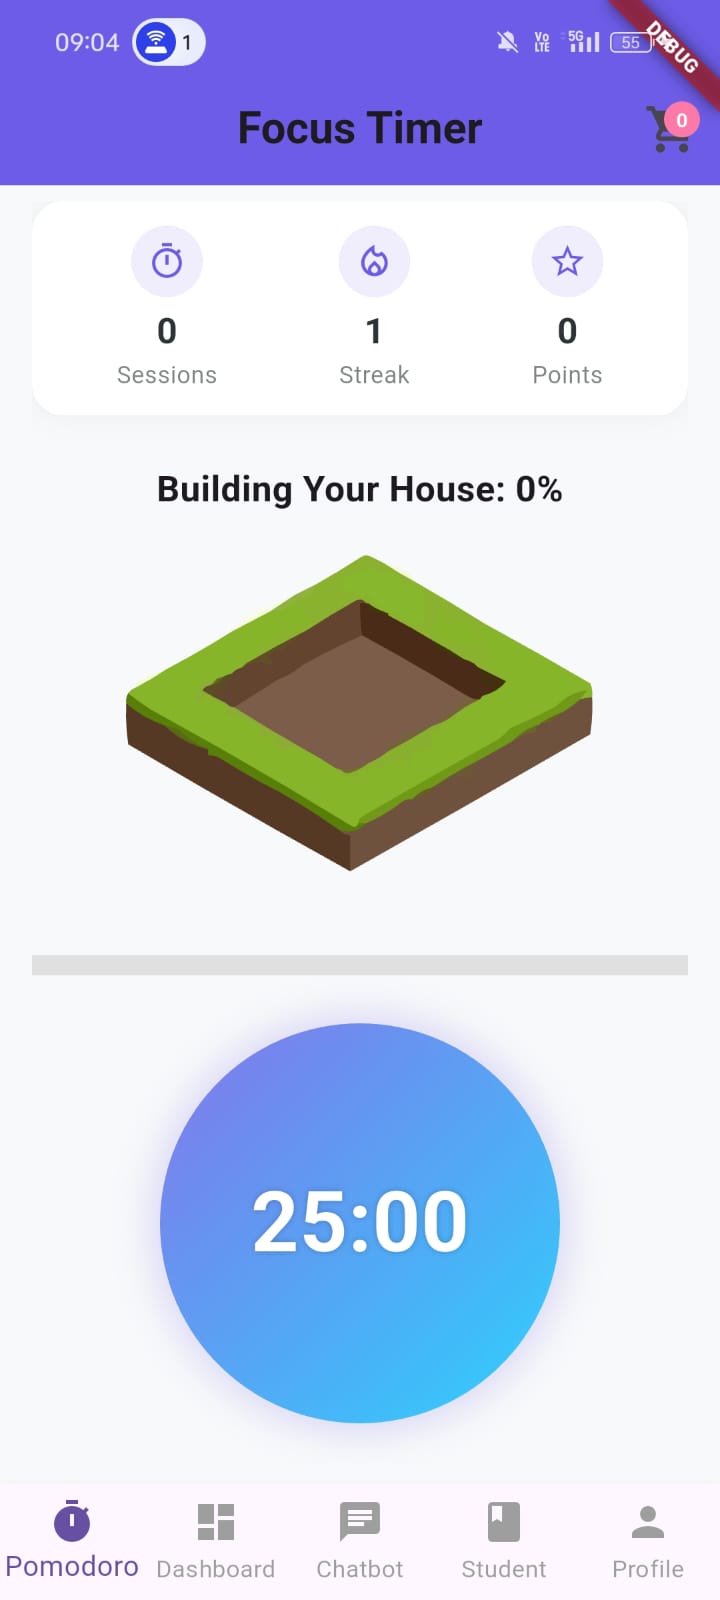 09:04
1
Vo LTE
5G
55
DEBUG
Focus Timer
0
0
1
0
Sessions
Streak
Points
Building Your House: 0%
25:00
Pomodoro
Dashboard
Chatbot
Student
Profile